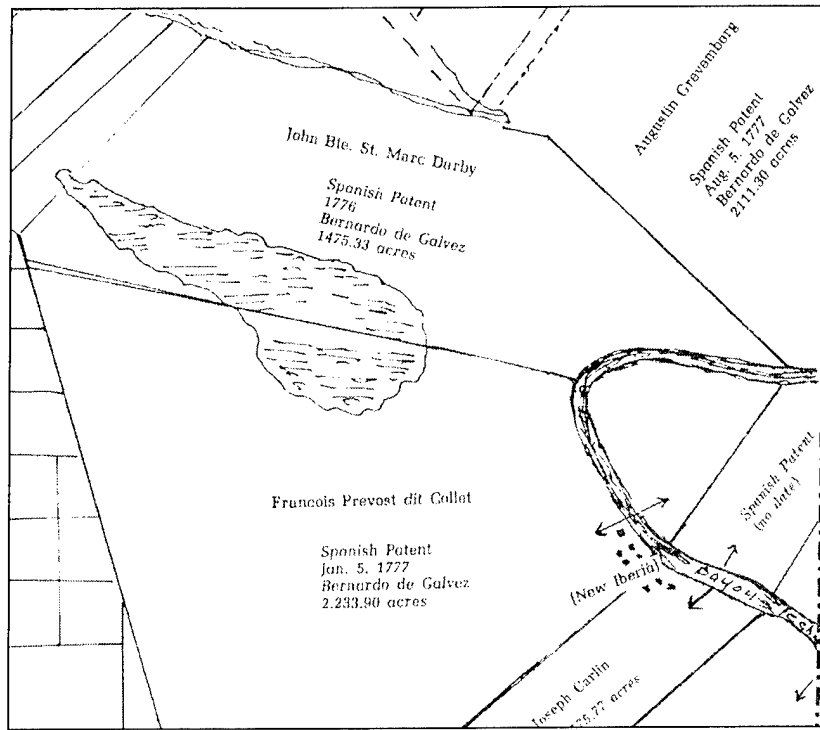 John Bte. St. Marc Darby
Spanish Patent
1776
Bernardo de Galvez
1475.33 acres
Augustin Grevemberg
Spanish Patent
Aug. 5. 1777
Bernardo de Galvez
2111.30 acres
Francois Prevost dit Collet
Spanish Patent
Jan. 5. 1777
Bernardo de Galvez
2.233.90 acres
Spanish Patent
(no date)
(New Iberia)
BAYOU
Joseph Carlin
acres